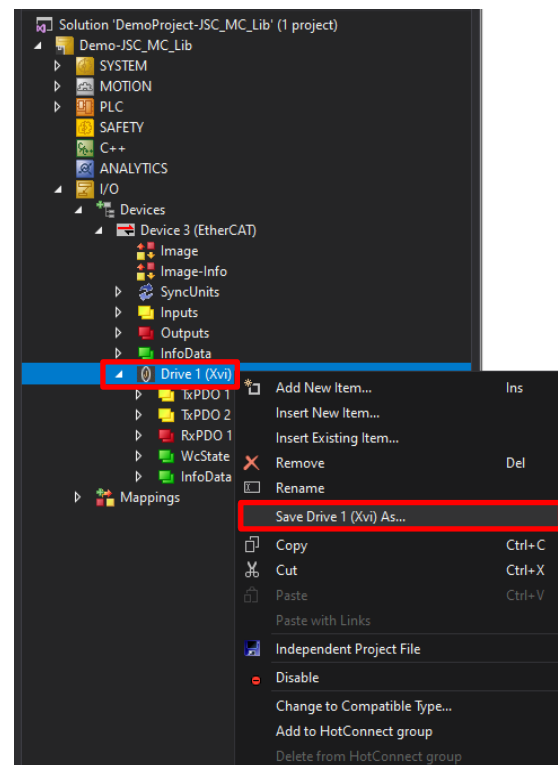 Solution 'DemoProject-JSC_MC_Lib' (1 project)
Demo-JSC_MC_Lib
SYSTEM
MOTION
PLC
SAFETY
C++
ANALYTICS
I/O
Devices
Device 3 (EtherCAT)
Image
Image-Info
SyncUnits
Inputs
Outputs
InfoData
Drive 1 (Xvi)
TxPDO 1
TxPDO 2
RxPDO 1
WcState
InfoData
Mappings
Add New Item... Ins
Insert New Item...
Insert Existing Item...
Remove Del
Rename
Save Drive 1 (Xvi) As...
Copy Ctrl+C
Cut Ctrl+X
Paste Ctrl+V
Paste with Links
Independent Project File
Disable
Change to Compatible Type...
Add to HotConnect group
Delete from HotConnect group